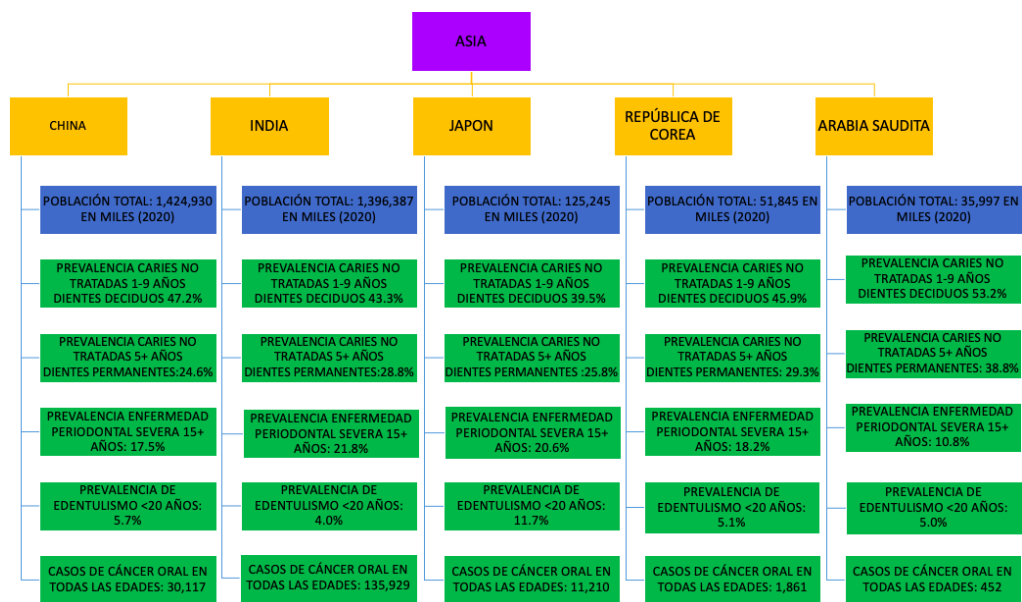 ASIA
CHINA
INDIA
JAPON
REPÚBLICA DE
COREA
ARABIA SAUDITA
POBLACIÓN TOTAL: 1,424,930
EN MILES (2020)
POBLACIÓN TOTAL: 1,396,387
EN MILES (2020)
POBLACIÓN TOTAL: 125,245
EN MILES (2020)
POBLACIÓN TOTAL: 51,845
EN MILES (2020)
POBLACIÓN TOTAL: 35,997 EN
MILES (2020)
PREVALENCIA CARIES NO
TRATADAS 1-9 AÑOS
DIENTES DECIDUOS 47.2%
PREVALENCIA CARIES NO
TRATADAS 1-9 AÑOS
DIENTES DECIDUOS 43.3%
PREVALENCIA CARIES NO
TRATADAS 1-9 AÑOS
DIENTES DECIDUOS 39.5%
PREVALENCIA CARIES NO
TRATADAS 1-9 AÑOS
DIENTES DECIDUOS 45.9%
PREVALENCIA CARIES NO
TRATADAS 1-9 AÑOS
DIENTES DECIDUOS 53.2%
PREVALENCIA CARIES NO
TRATADAS 5+ AÑOS
DIENTES PERMANENTES:24.6%
PREVALENCIA CARIES NO
TRATADAS 5+ AÑOS
DIENTES PERMANENTES:28.8%
PREVALENCIA CARIES NO
TRATADAS 5+ AÑOS
DIENTES PERMANENTES :25.8%
PREVALENCIA CARIES NO
TRATADAS 5+ AÑOS
DIENTES PERMANENTES: 29.3%
PREVALENCIA CARIES NO
TRATADAS 5+ AÑOS
DIENTES PERMANENTES: 38.8%
PREVALENCIA ENFERMEDAD
PERIODONTAL SEVERA 15+
AÑOS: 17.5%
PREVALENCIA ENFERMEDAD
PERIODONTAL SEVERA 15+
AÑOS: 21.8%
PREVALENCIA ENFERMEDAD
PERIODONTAL SEVERA 15+
AÑOS: 20.6%
PREVALENCIA ENFERMEDAD
PERIODONTAL SEVERA 15+
AÑOS: 18.2%
PREVALENCIA ENFERMEDAD
PERIODONTAL SEVERA 15+
AÑOS: 10.8%
PREVALENCIA DE
EDENTULISMO <20 AÑOS:
5.7%
PREVALENCIA DE
EDENTULISMO <20 AÑOS:
4.0%
PREVALENCIA DE
EDENTULISMO <20 AÑOS:
11.7%
PREVALENCIA DE
EDENTULISMO <20 AÑOS:
5.1%
PREVALENCIA DE
EDENTULISMO <20 AÑOS:
5.0%
CASOS DE CÁNCER ORAL EN
TODAS LAS EDADES: 30,117
CASOS DE CÁNCER ORAL EN
TODAS LAS EDADES: 135,929
CASOS DE CÁNCER ORAL EN
TODAS LAS EDADES: 11,210
CASOS DE CÁNCER ORAL EN
TODAS LAS EDADES: 1,861
CASOS DE CÁNCER ORAL EN
TODAS LAS EDADES: 452